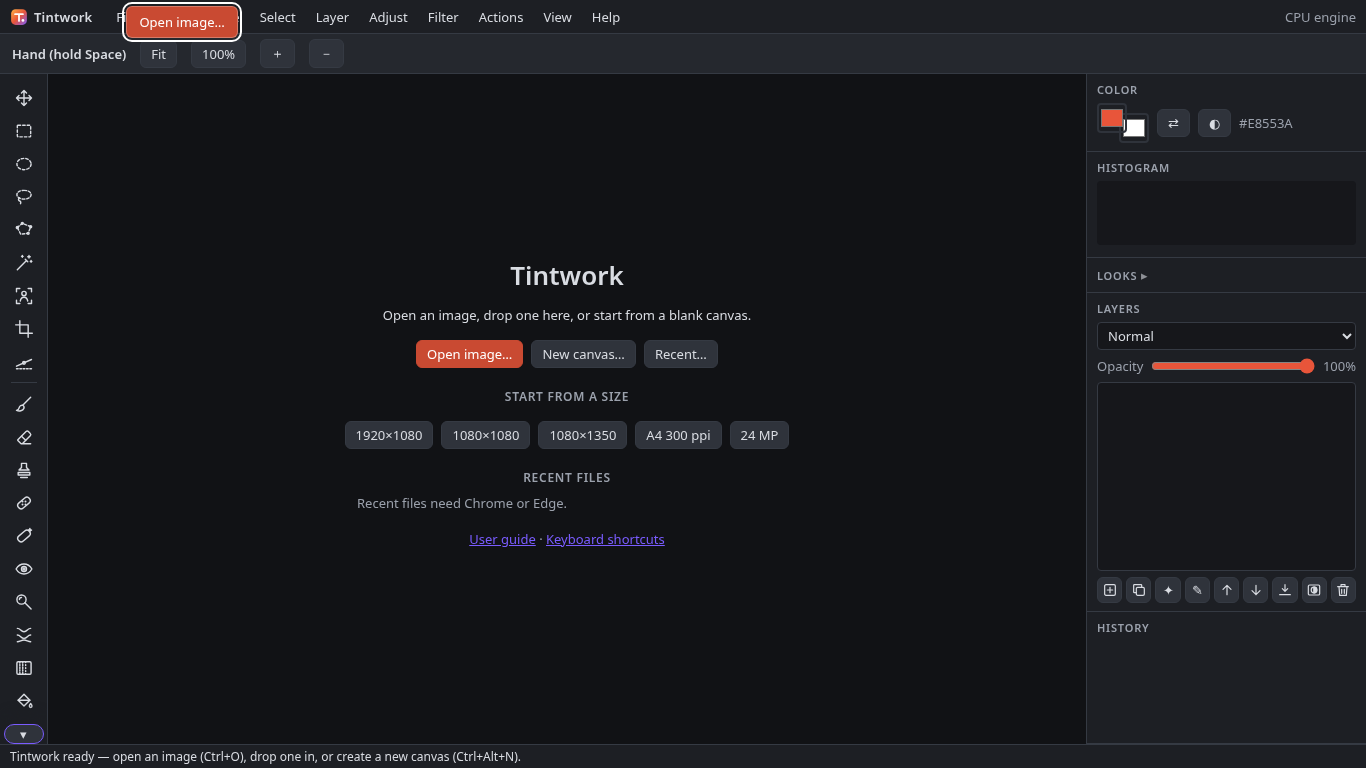 Tintwork
Open image...
Select
Layer
Adjust
Filter
Actions
View
Help
CPU engine
Hand (hold Space)
Fit
100%
+
−
COLOR
#E8553A
HISTOGRAM
LOOKS ▸
LAYERS
Normal
Opacity
100%
HISTORY
Tintwork
Open an image, drop one here, or start from a blank canvas.
Open image...
New canvas...
Recent...
START FROM A SIZE
1920×1080
1080×1080
1080×1350
A4 300 ppi
24 MP
RECENT FILES
Recent files need Chrome or Edge.
User guide · Keyboard shortcuts
Tintwork ready — open an image (Ctrl+O), drop one in, or create a new canvas (Ctrl+Alt+N).